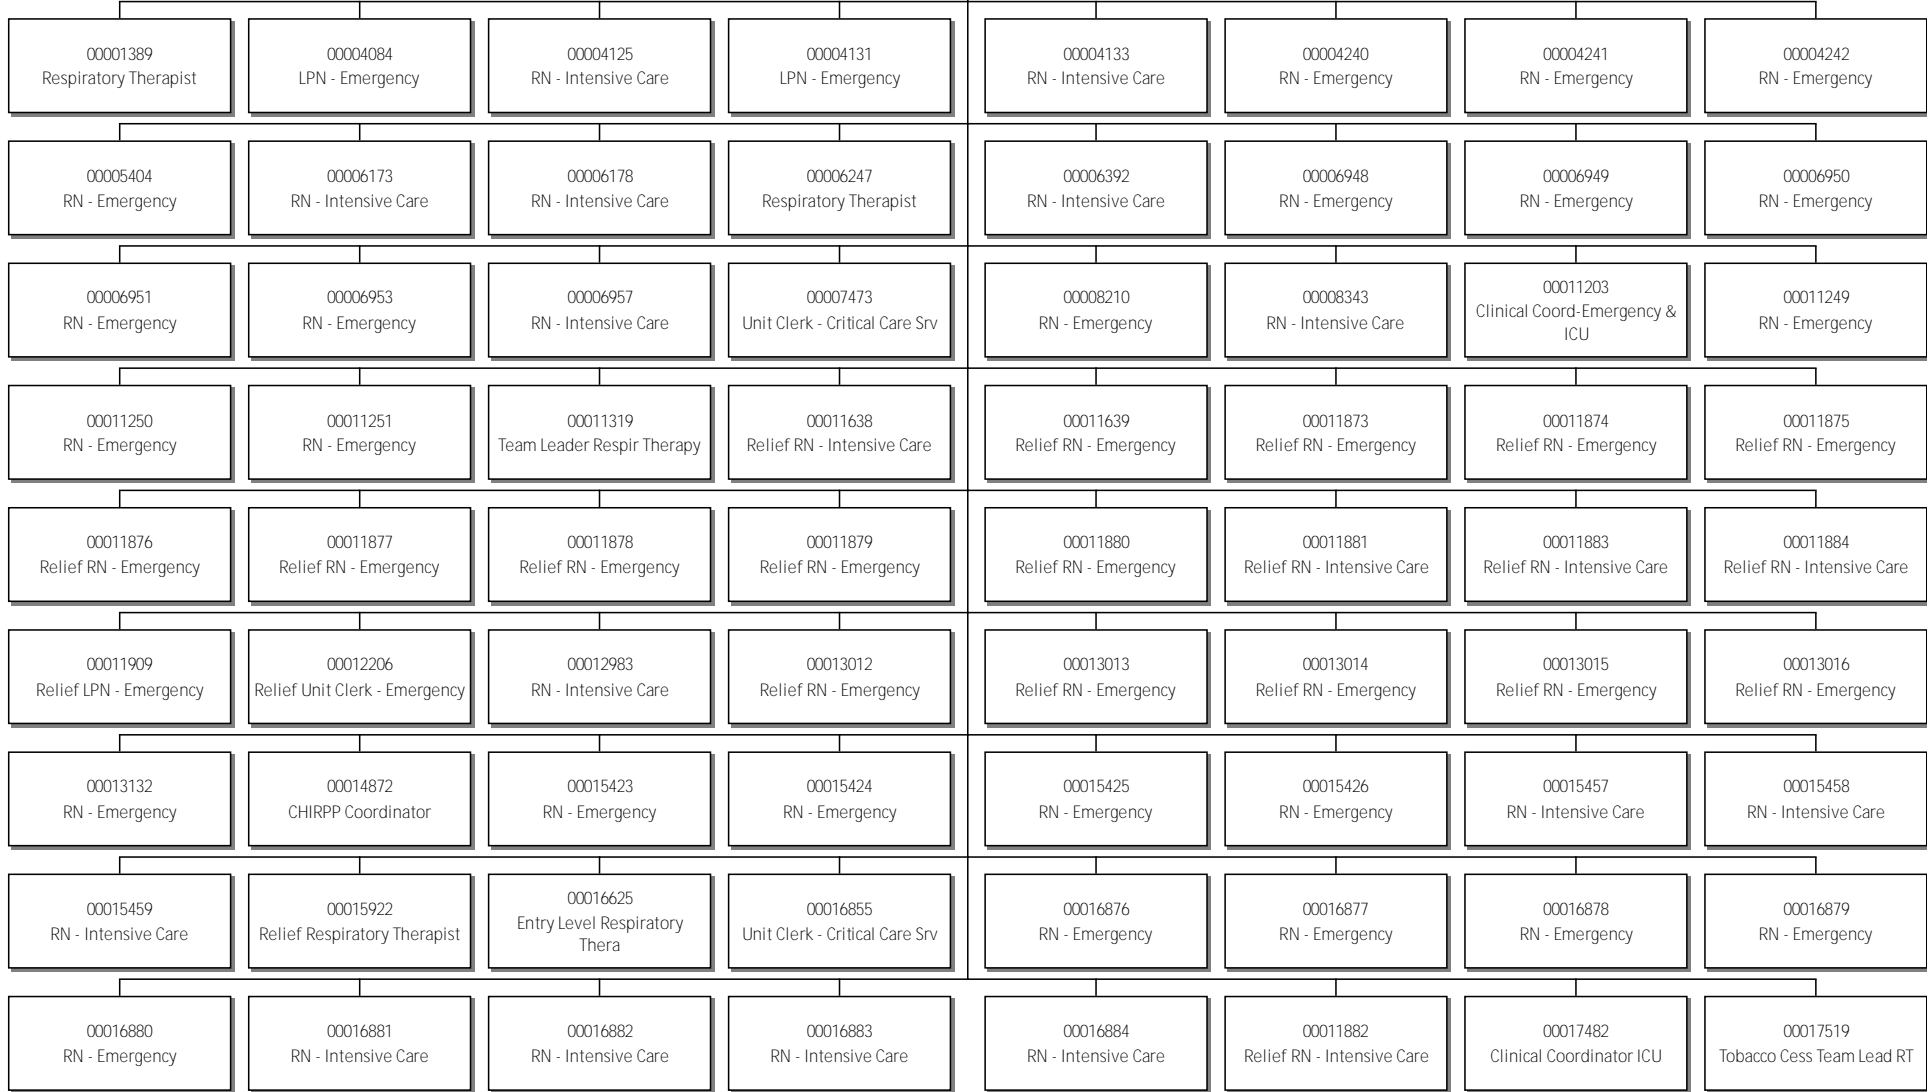 00001389
Respiratory Therapist
00004084
LPN - Emergency
00004125
RN - Intensive Care
00004131
LPN - Emergency
00004133
RN - Intensive Care
00004240
RN - Emergency
00004241
RN - Emergency
00004242
RN - Emergency
00005404
RN - Emergency
00006173
RN - Intensive Care
00006178
RN - Intensive Care
00006247
Respiratory Therapist
00006392
RN - Intensive Care
00006948
RN - Emergency
00006949
RN - Emergency
00006950
RN - Emergency
00006951
RN - Emergency
00006953
RN - Emergency
00006957
RN - Intensive Care
00007473
Unit Clerk - Critical Care Srv
00008210
RN - Emergency
00008343
RN - Intensive Care
00011203
Clinical Coord-Emergency &
ICU
00011249
RN - Emergency
00011250
RN - Emergency
00011251
RN - Emergency
00011319
Team Leader Respir Therapy
00011638
Relief RN - Intensive Care
00011639
Relief RN - Emergency
00011873
Relief RN - Emergency
00011874
Relief RN - Emergency
00011875
Relief RN - Emergency
00011876
Relief RN - Emergency
00011877
Relief RN - Emergency
00011878
Relief RN - Emergency
00011879
Relief RN - Emergency
00011880
Relief RN - Emergency
00011881
Relief RN - Intensive Care
00011883
Relief RN - Intensive Care
00011884
Relief RN - Intensive Care
00011909
Relief LPN - Emergency
00012206
Relief Unit Clerk - Emergency
00012983
RN - Intensive Care
00013012
Relief RN - Emergency
00013013
Relief RN - Emergency
00013014
Relief RN - Emergency
00013015
Relief RN - Emergency
00013016
Relief RN - Emergency
00013132
RN - Emergency
00014872
CHIRPP Coordinator
00015423
RN - Emergency
00015424
RN - Emergency
00015425
RN - Emergency
00015426
RN - Emergency
00015457
RN - Intensive Care
00015458
RN - Intensive Care
00015459
RN - Intensive Care
00015922
Relief Respiratory Therapist
00016625
Entry Level Respiratory
Thera
00016855
Unit Clerk - Critical Care Srv
00016876
RN - Emergency
00016877
RN - Emergency
00016878
RN - Emergency
00016879
RN - Emergency
00016880
RN - Emergency
00016881
RN - Intensive Care
00016882
RN - Intensive Care
00016883
RN - Intensive Care
00016884
RN - Intensive Care
00011882
Relief RN - Intensive Care
00017482
Clinical Coordinator ICU
00017519
Tobacco Cess Team Lead RT